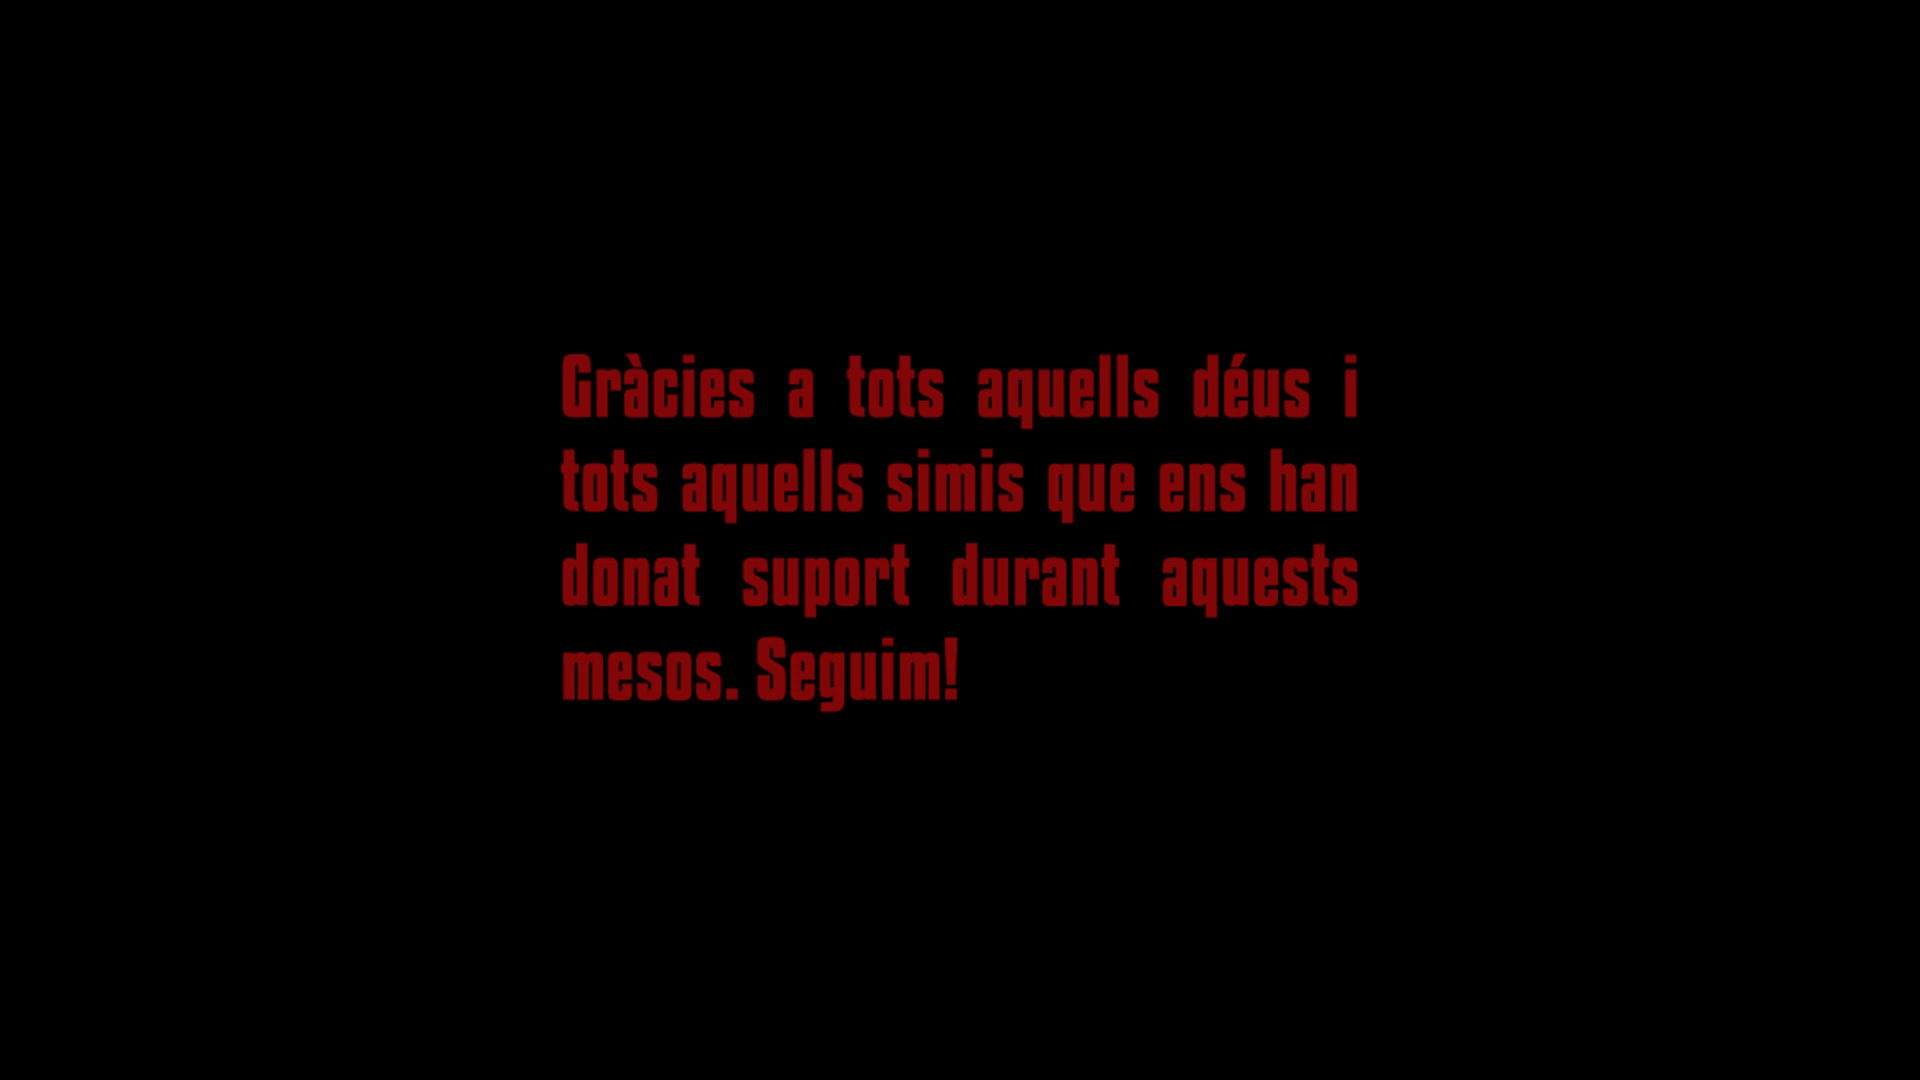 Gràcies a tots aquells déus i
tots aquells simis que ens han
donat suport durant aquests
mesos. Seguim!